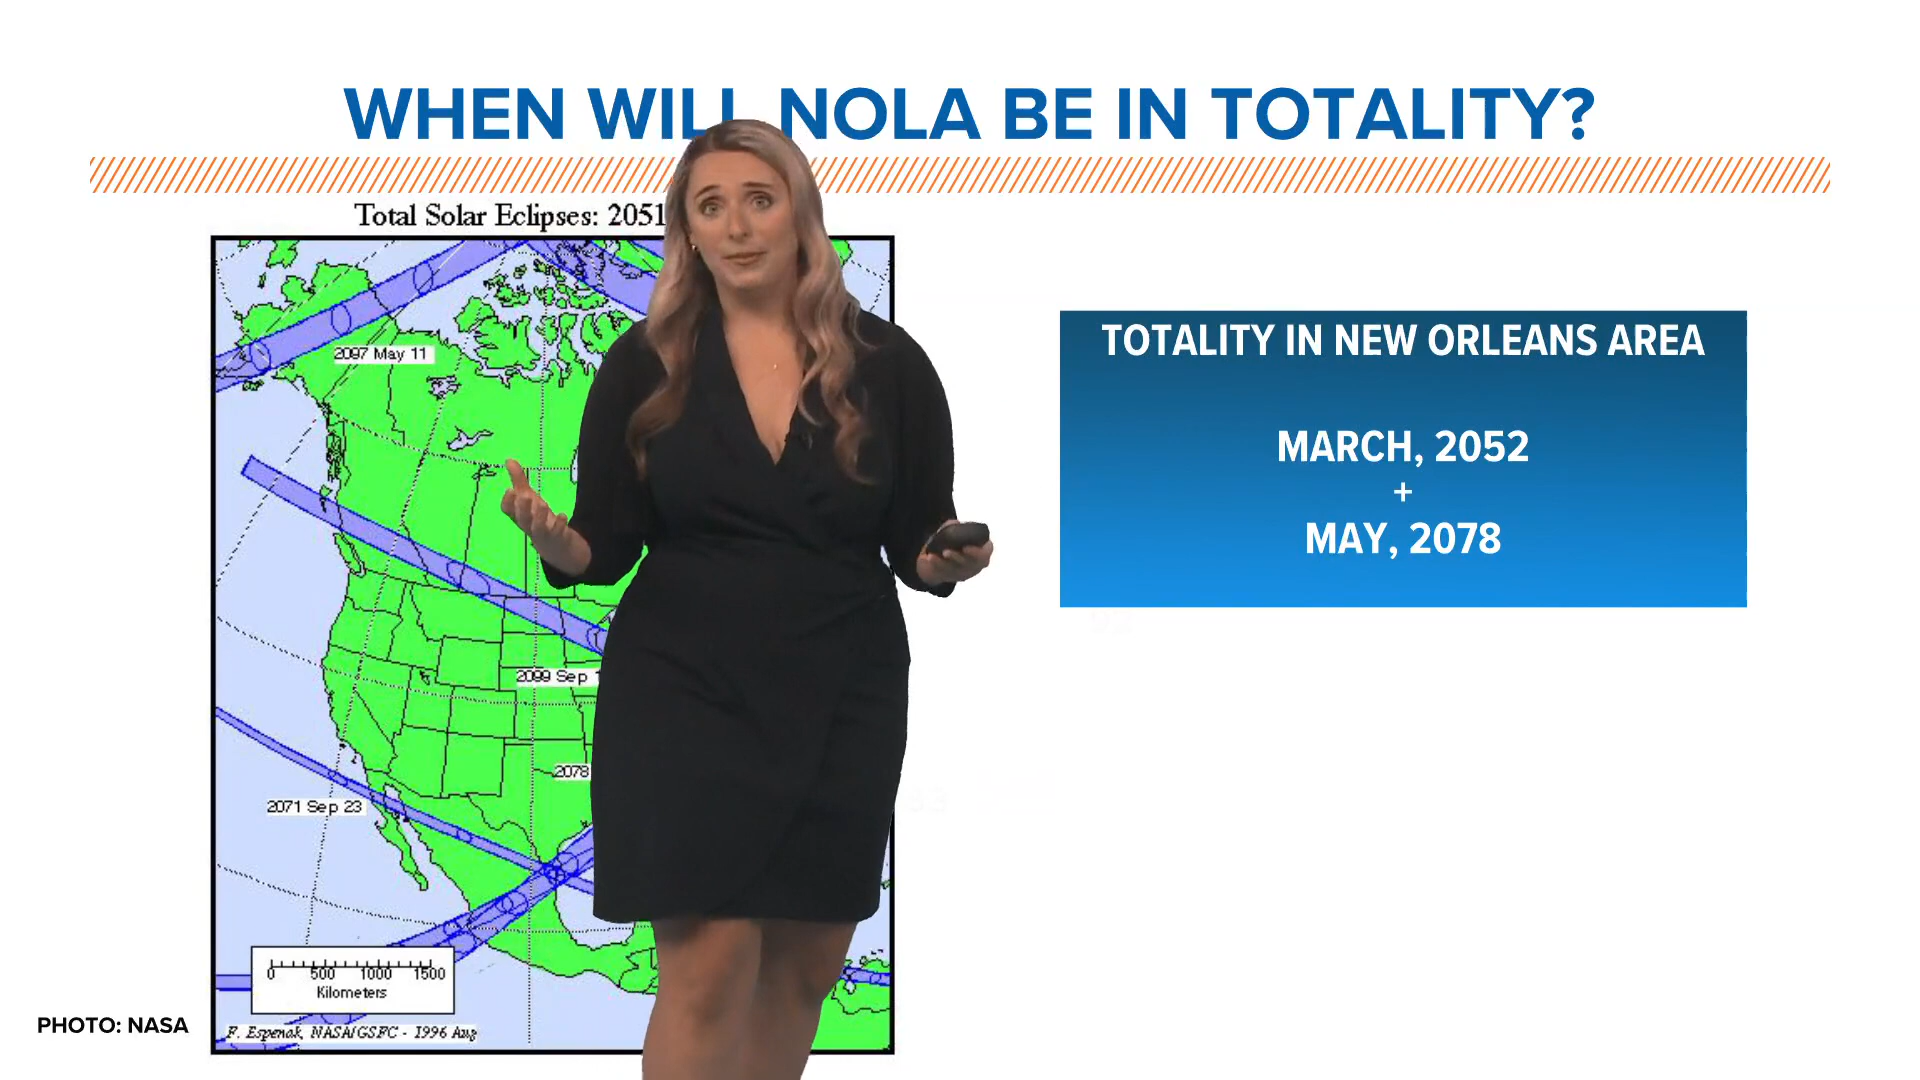 WHEN WILL NOLA BE IN TOTALITY?
Total Solar Eclipses: 2051
2097 May 11
TOTALITY IN NEW ORLEANS AREA
MARCH, 2052
+
MAY, 2078
2099 Sep
2078
2071 Sep 23
0 500 1000 1500
Kilometers
PHOTO: NASA
F. Espenak, NASA/GSFC - 1996 Aug